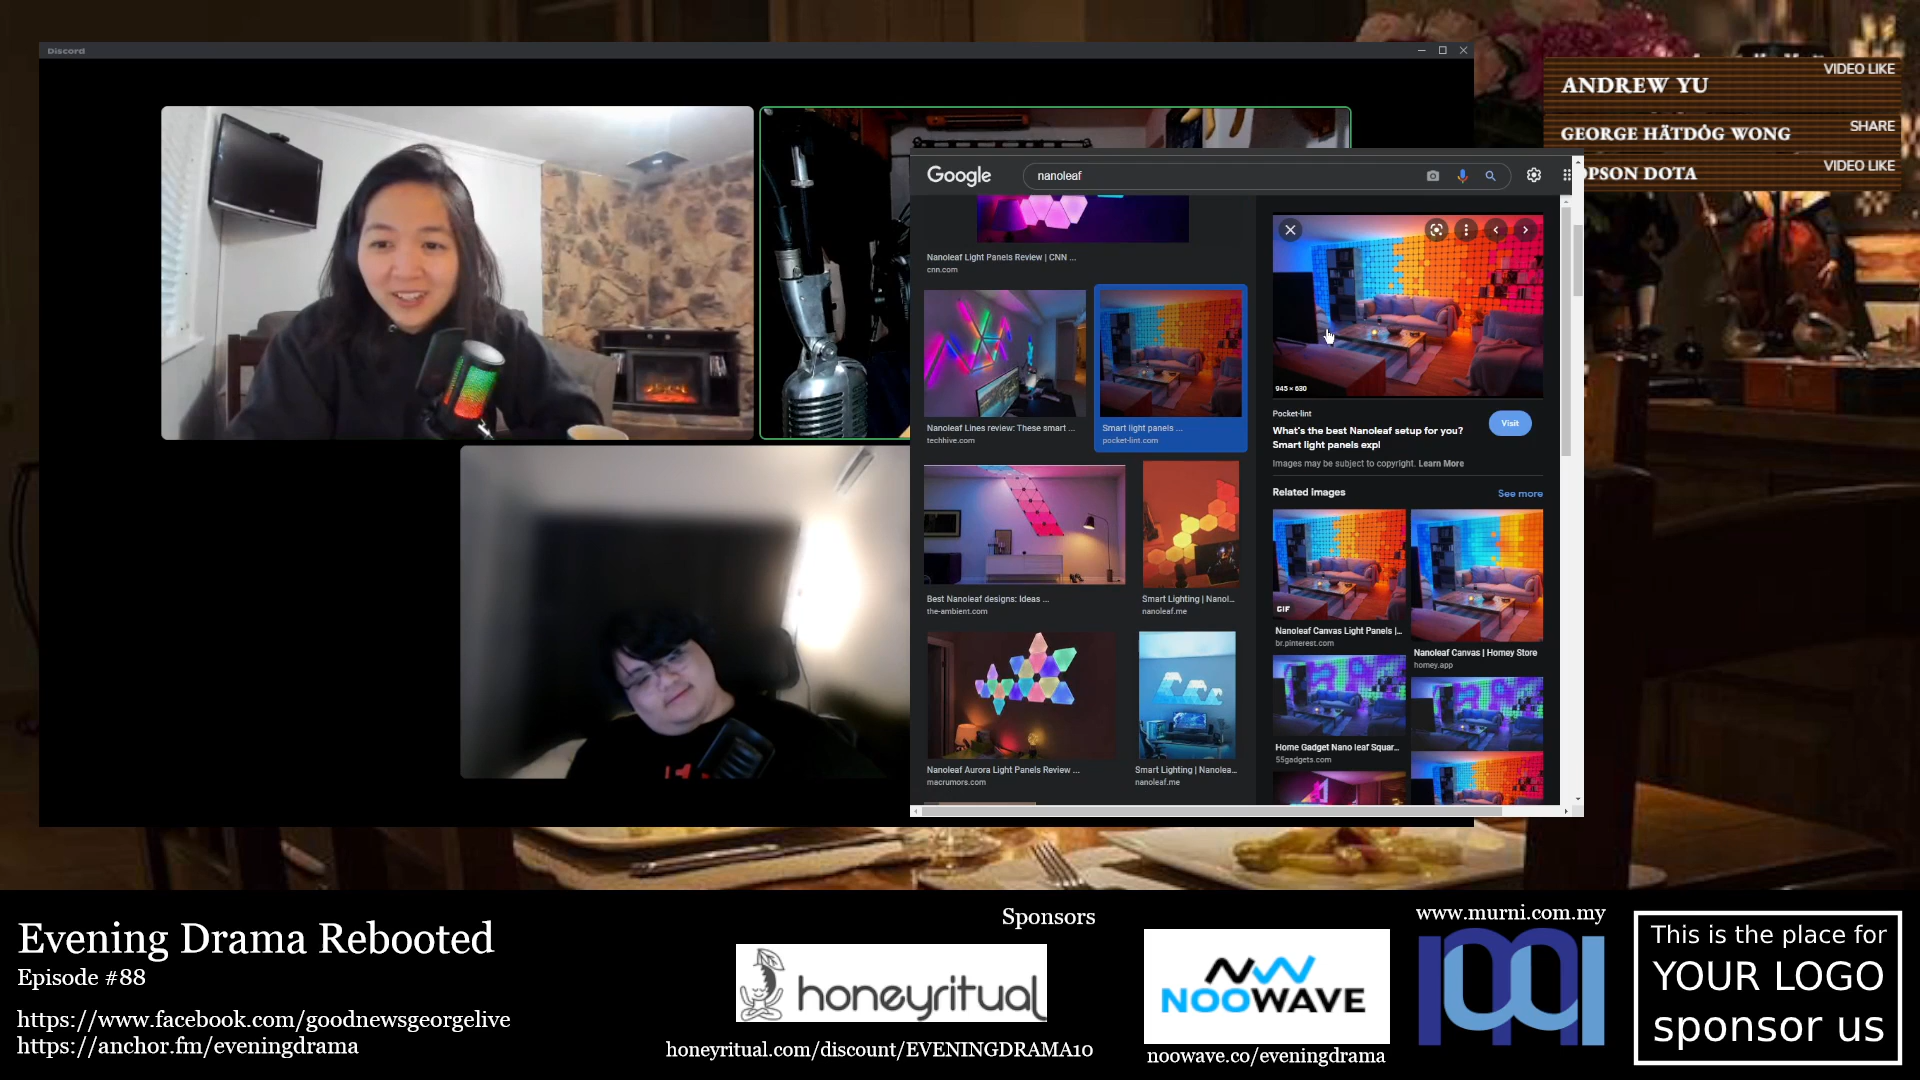 Discord
VIDEO LIKE
ANDREW YU
SHARE
GEORGE HÄTDÔG WONG
VIDEO LIKE
OPSON DOTA
Google
nanoleaf
Nanoleaf Light Panels Review | CNN ...
cnn.com
Nanoleaf Lines review: These smart ...
techhive.com
Smart light panels ...
pocket-lint.com
Best Nanoleaf designs: Ideas ...
the-ambient.com
Smart Lighting | Nanol...
nanoleaf.me
Nanoleaf Aurora Light Panels Review ...
macrumors.com
Smart Lighting | Nanolea...
nanoleaf.me
945 × 630
Pocket-lint
What's the best Nanoleaf setup for you?
Smart light panels expl
Visit
Images may be subject to copyright. Learn More
Related images
See more
GIF
Nanoleaf Canvas Light Panels |...
br.pinterest.com
Nanoleaf Canvas | Homey Store
homey.app
Home Gadget Nano leaf Squar...
55gadgets.com
Evening Drama Rebooted
Episode #88
https://www.facebook.com/goodnewsgeorgelive
https://anchor.fm/eveningdrama
Sponsors
honeyritual
honeyritual.com/discount/EVENINGDRAMA10
NOOWAVE
noowave.co/eveningdrama
www.murni.com.my
This is the place for
YOUR LOGO
sponsor us